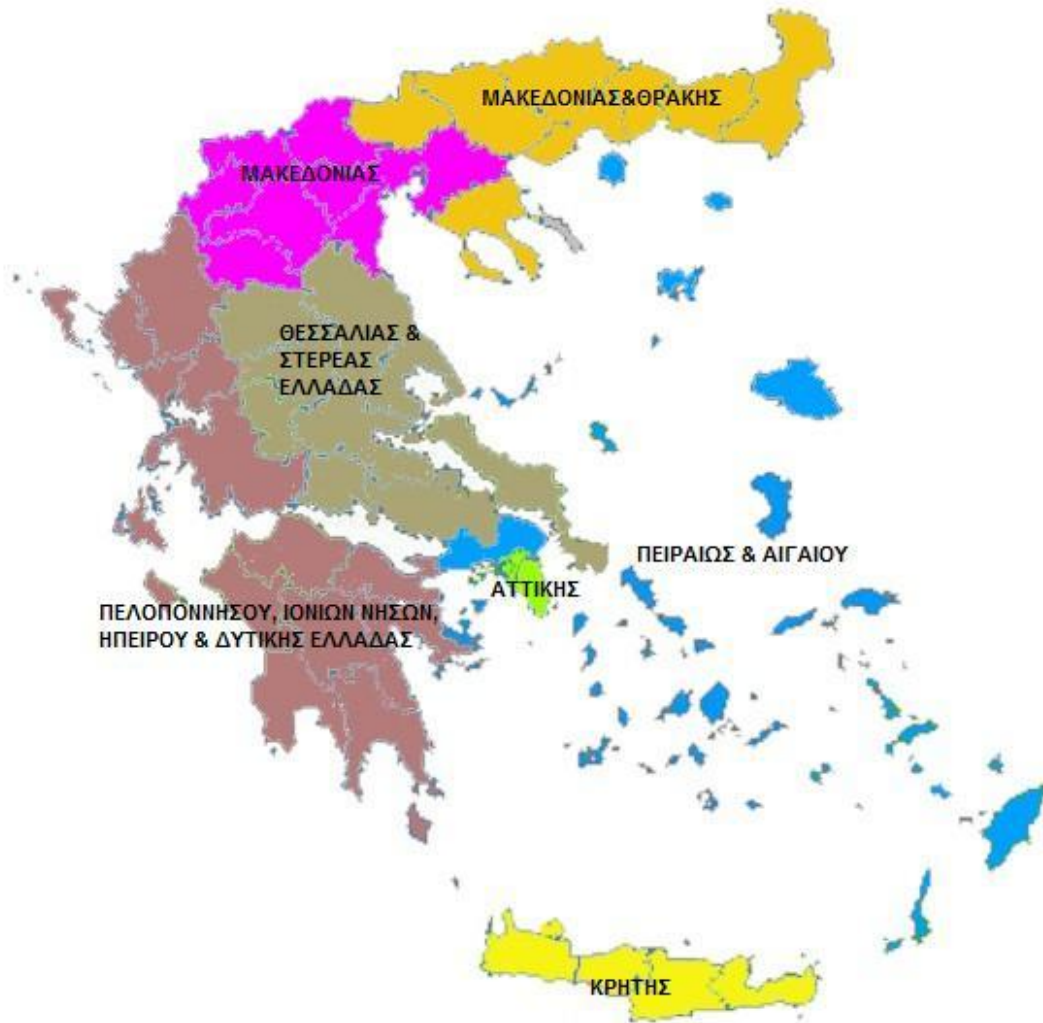 ΜΑΚΕΔΟΝΙΑΣ&ΘΡΑΚΗΣ
ΜΑΚΕΔΟΝΙΑΣ
ΘΕΣΣΑΛΙΑΣ &
ΣΤΕΡΕΑΣ
ΕΛΛΑΔΑΣ
ΠΕΙΡΑΙΩΣ & ΑΙΓΑΙΟΥ
ΑΤΤΙΚΗΣ
ΠΕΛΟΠΟΝΝΗΣΟΥ, ΙΟΝΙΩΝ ΝΗΣΩΝ,
ΗΠΕΙΡΟΥ & ΔΥΤΙΚΗΣ ΕΛΛΑΔΑΣ
ΚΡΗΤΗΣ